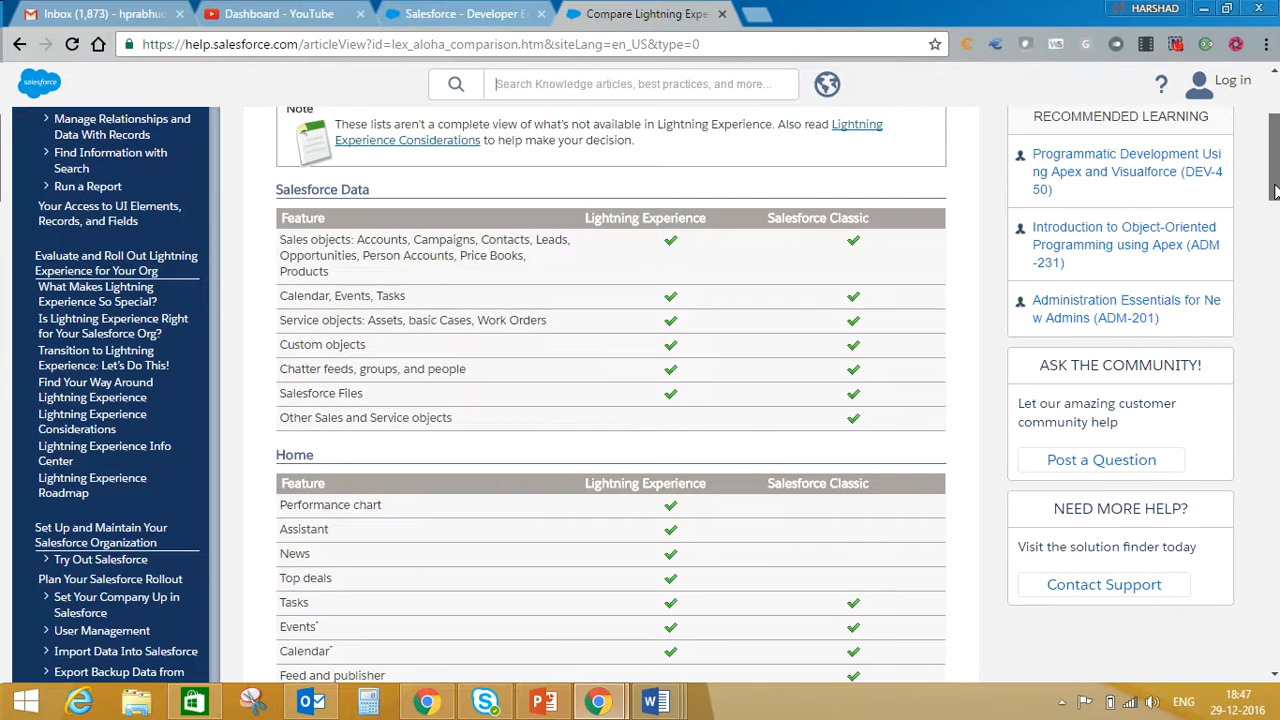 Inbox (1,873) - hprabhu
Dashboard - YouTube
Salesforce - Developer E
Compare Lightning Expe
HARSHAD
https://help.salesforce.com/articleView?id=lex_aloha_comparison.htm&siteLang=en_US&type=0
salesforce
Search Knowledge articles, best practices, and more...
?
Log in
Manage Relationships and
Data With Records
Find Information with
Search
Run a Report
Your Access to UI Elements,
Records, and Fields
Evaluate and Roll Out Lightning
Experience for Your Org
What Makes Lightning
Experience So Special?
Is Lightning Experience Right
for Your Salesforce Org?
Transition to Lightning
Experience: Let's Do This!
Find Your Way Around
Lightning Experience
Lightning Experience
Considerations
Lightning Experience Info
Center
Lightning Experience
Roadmap
Set Up and Maintain Your
Salesforce Organization
Try Out Salesforce
Plan Your Salesforce Rollout
Set Your Company Up in
Salesforce
User Management
Import Data Into Salesforce
Export Backup Data from
Note
These lists aren't a complete view of what's not available in Lightning Experience. Also read Lightning
Experience Considerations to help make your decision.
Salesforce Data
Feature Lightning Experience Salesforce Classic
Sales objects: Accounts, Campaigns, Contacts, Leads,
Opportunities, Person Accounts, Price Books,
Products
Calendar, Events, Tasks
Service objects: Assets, basic Cases, Work Orders
Custom objects
Chatter feeds, groups, and people
Salesforce Files
Other Sales and Service objects
Home
Feature Lightning Experience Salesforce Classic
Performance chart
Assistant
News
Top deals
Tasks
Events*
Calendar*
Feed and publisher
RECOMMENDED LEARNING
Programmatic Development Usi
ng Apex and Visualforce (DEV-4
50)
Introduction to Object-Oriented
Programming using Apex (ADM
-231)
Administration Essentials for Ne
w Admins (ADM-201)
ASK THE COMMUNITY!
Let our amazing customer
community help
Post a Question
NEED MORE HELP?
Visit the solution finder today
Contact Support
ENG
18:47
29-12-2016